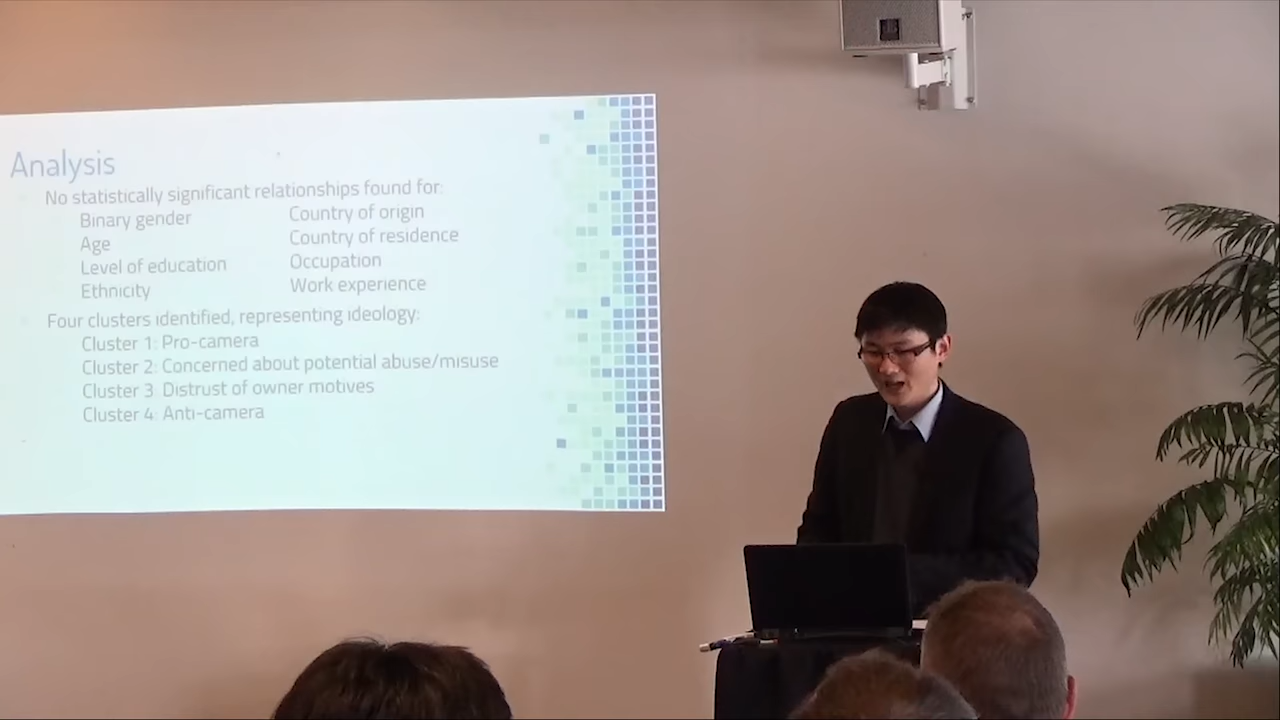 Analysis
No statistically significant relationships found for:
Binary gender
Age
Level of education
Ethnicity
Country of origin
Country of residence
Occupation
Work experience
Four clusters identified, representing ideology:
Cluster 1: Pro-camera
Cluster 2: Concerned about potential abuse/misuse
Cluster 3: Distrust of owner motives
Cluster 4: Anti-camera